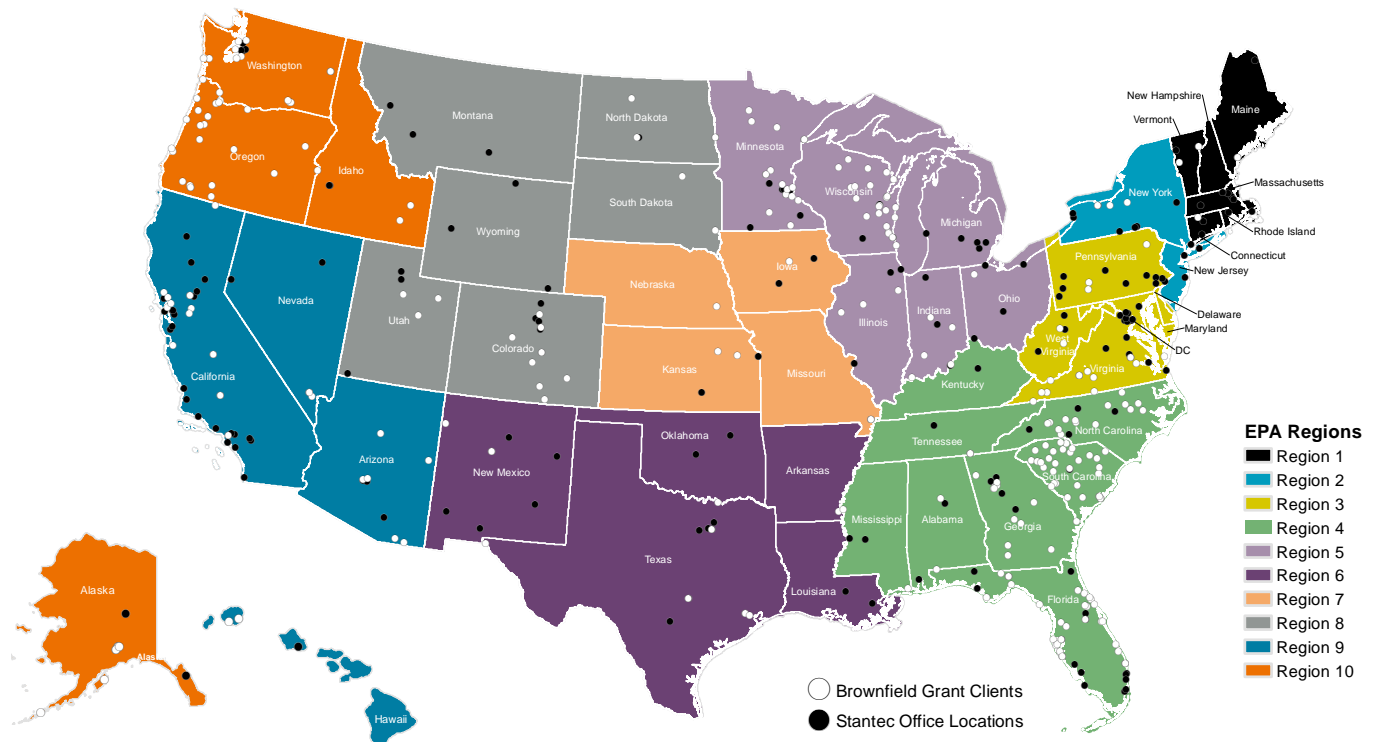 Washington
Oregon
Idaho
Montana
North Dakota
South Dakota
Wyoming
Minnesota
Wisconsin
Michigan
New York
Maine
New Hampshire
Vermont
Massachusetts
Rhode Island
Connecticut
New Jersey
Pennsylvania
Delaware
Maryland
DC
West
Virginia
Virginia
Ohio
Indiana
Illinois
Iowa
Nebraska
Kansas
Missouri
Nevada
Utah
Colorado
California
Arizona
New Mexico
Oklahoma
Arkansas
Texas
Louisiana
Kentucky
Tennessee
North Carolina
South Carolina
Mississippi
Alabama
Georgia
Florida
Alaska
Alas
Hawaii
EPA Regions
Region 1
Region 2
Region 3
Region 4
Region 5
Region 6
Region 7
Region 8
Region 9
Region 10
Brownfield Grant Clients
Stantec Office Locations